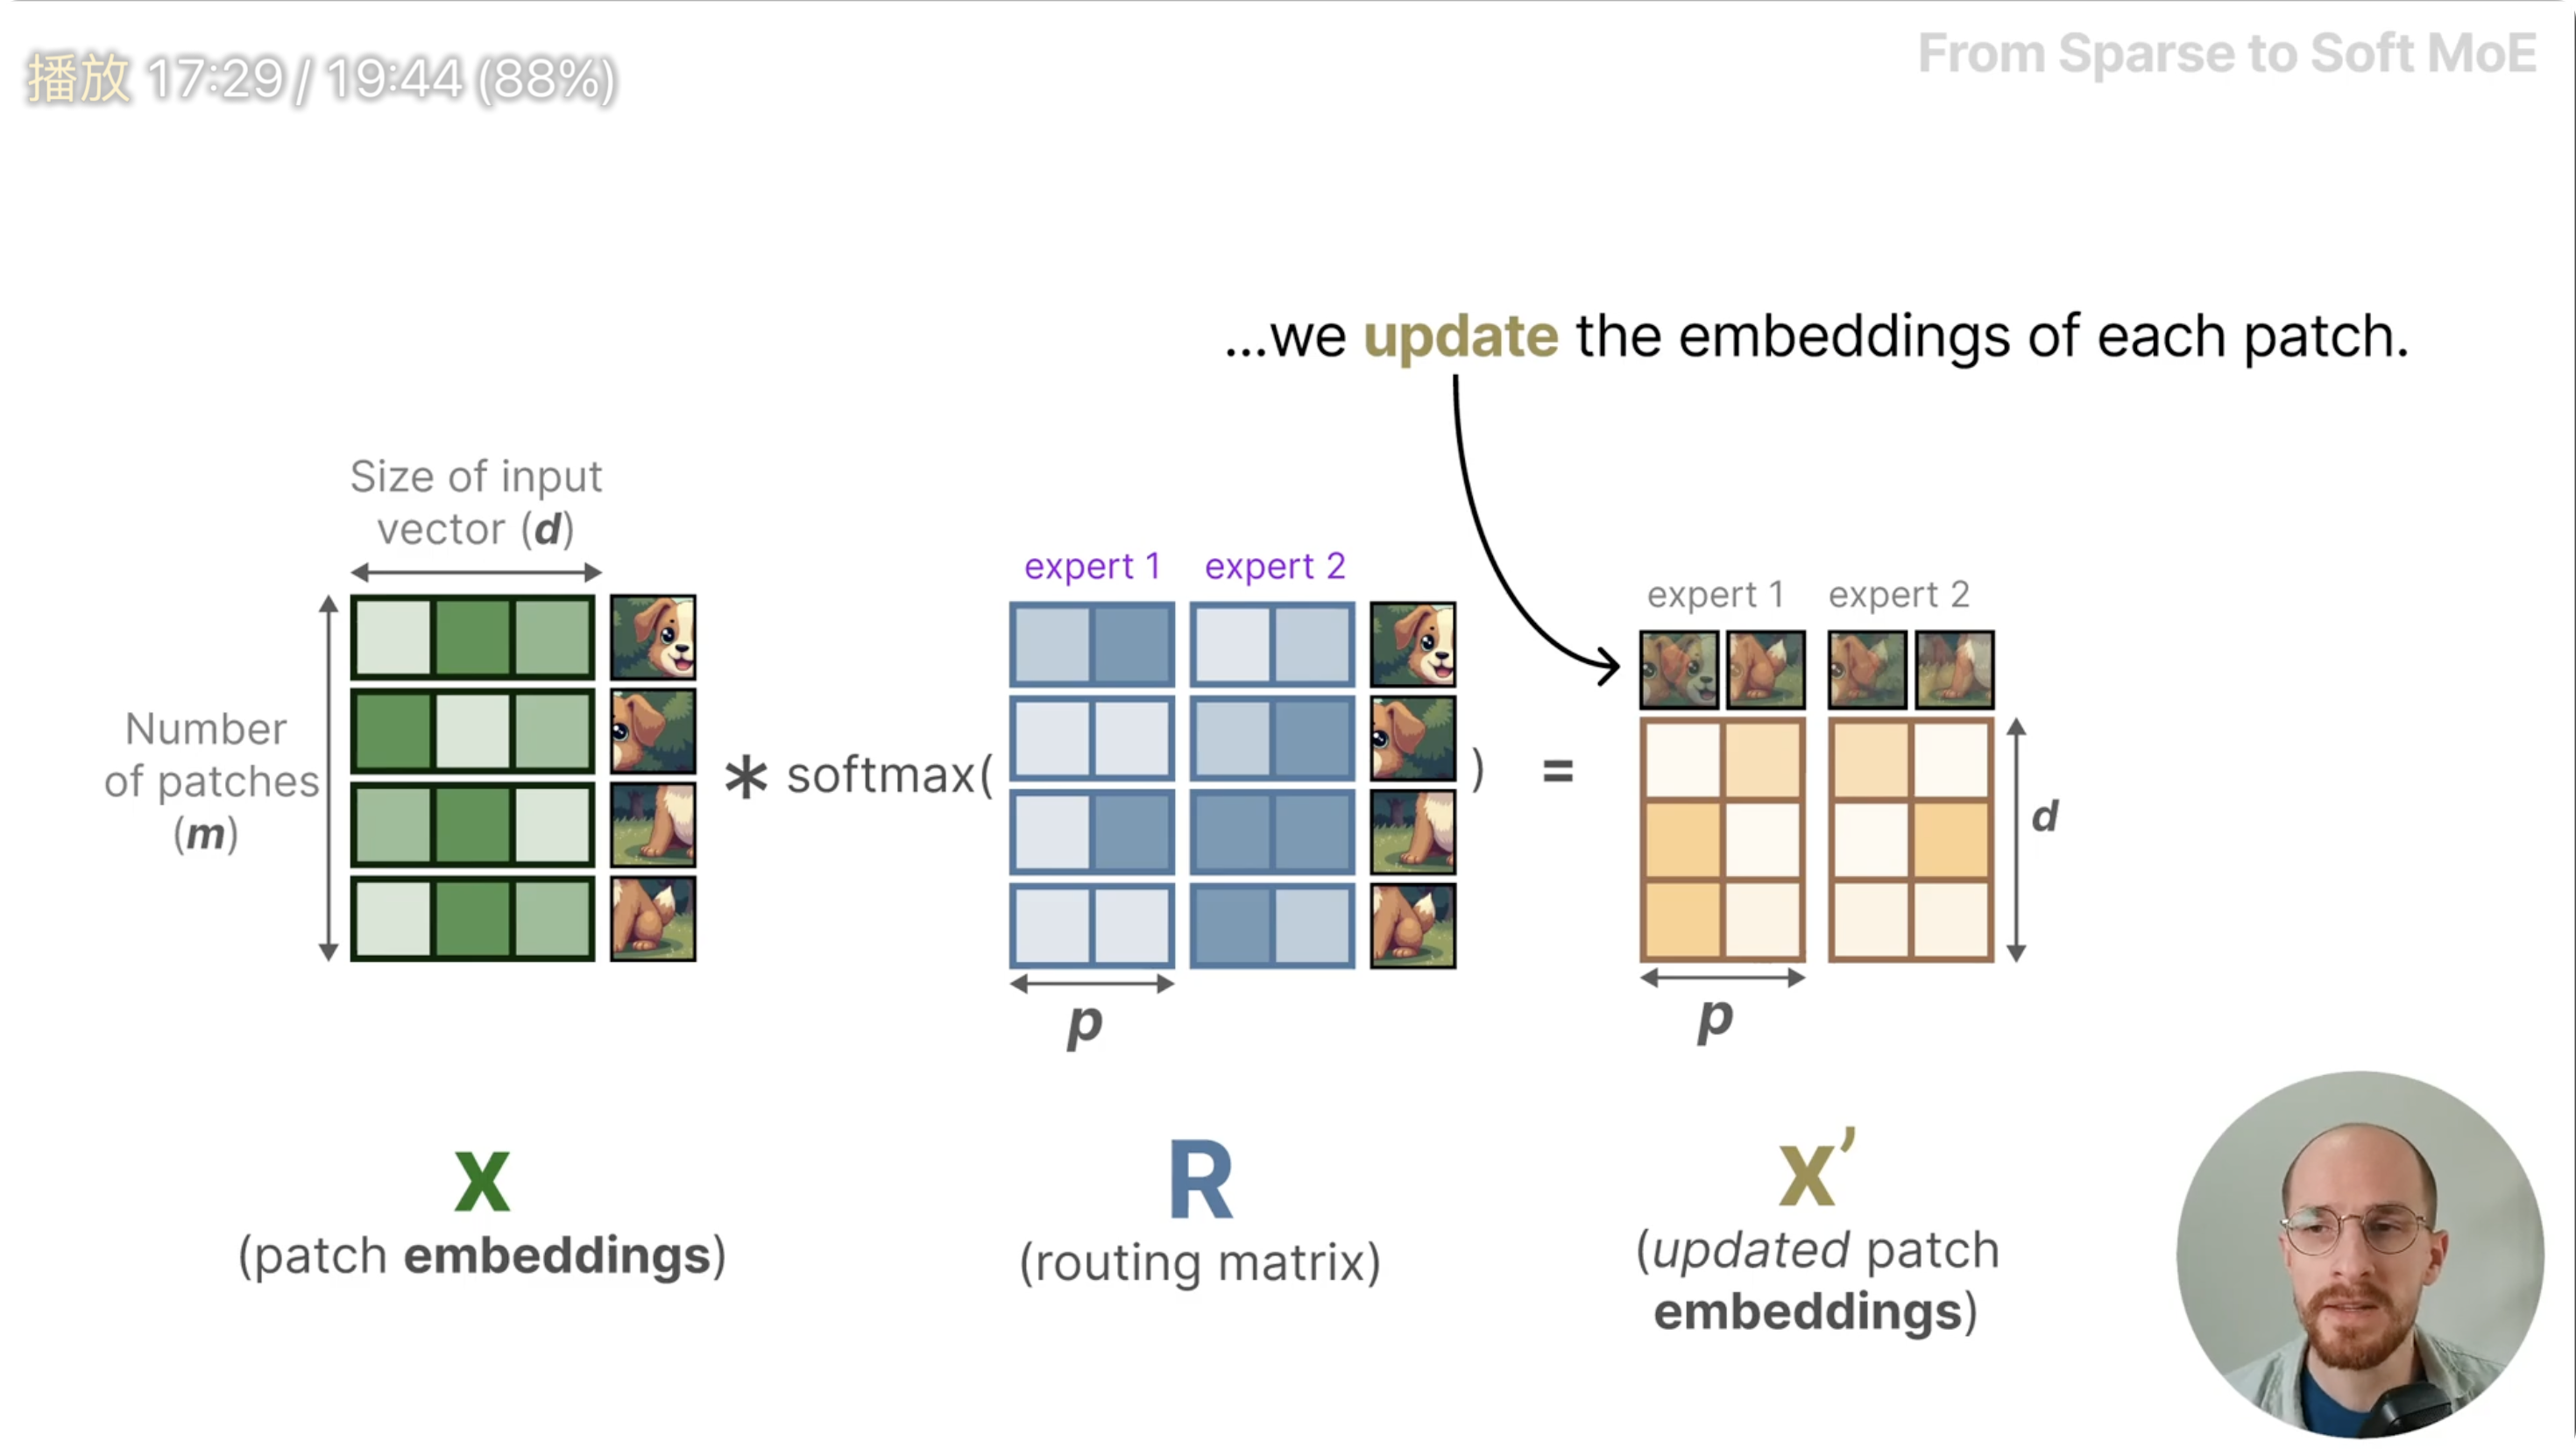 播放 17:29 / 19:44 (88%)
From Sparse to Soft MoE
...we update the embeddings of each patch.
Size of input
vector (d)
Number
of patches
(m)
* softmax(
expert 1
expert 2
)
=
expert 1
expert 2
d
p
p
X
(patch embeddings)
R
(routing matrix)
X’
(updated patch
embeddings)